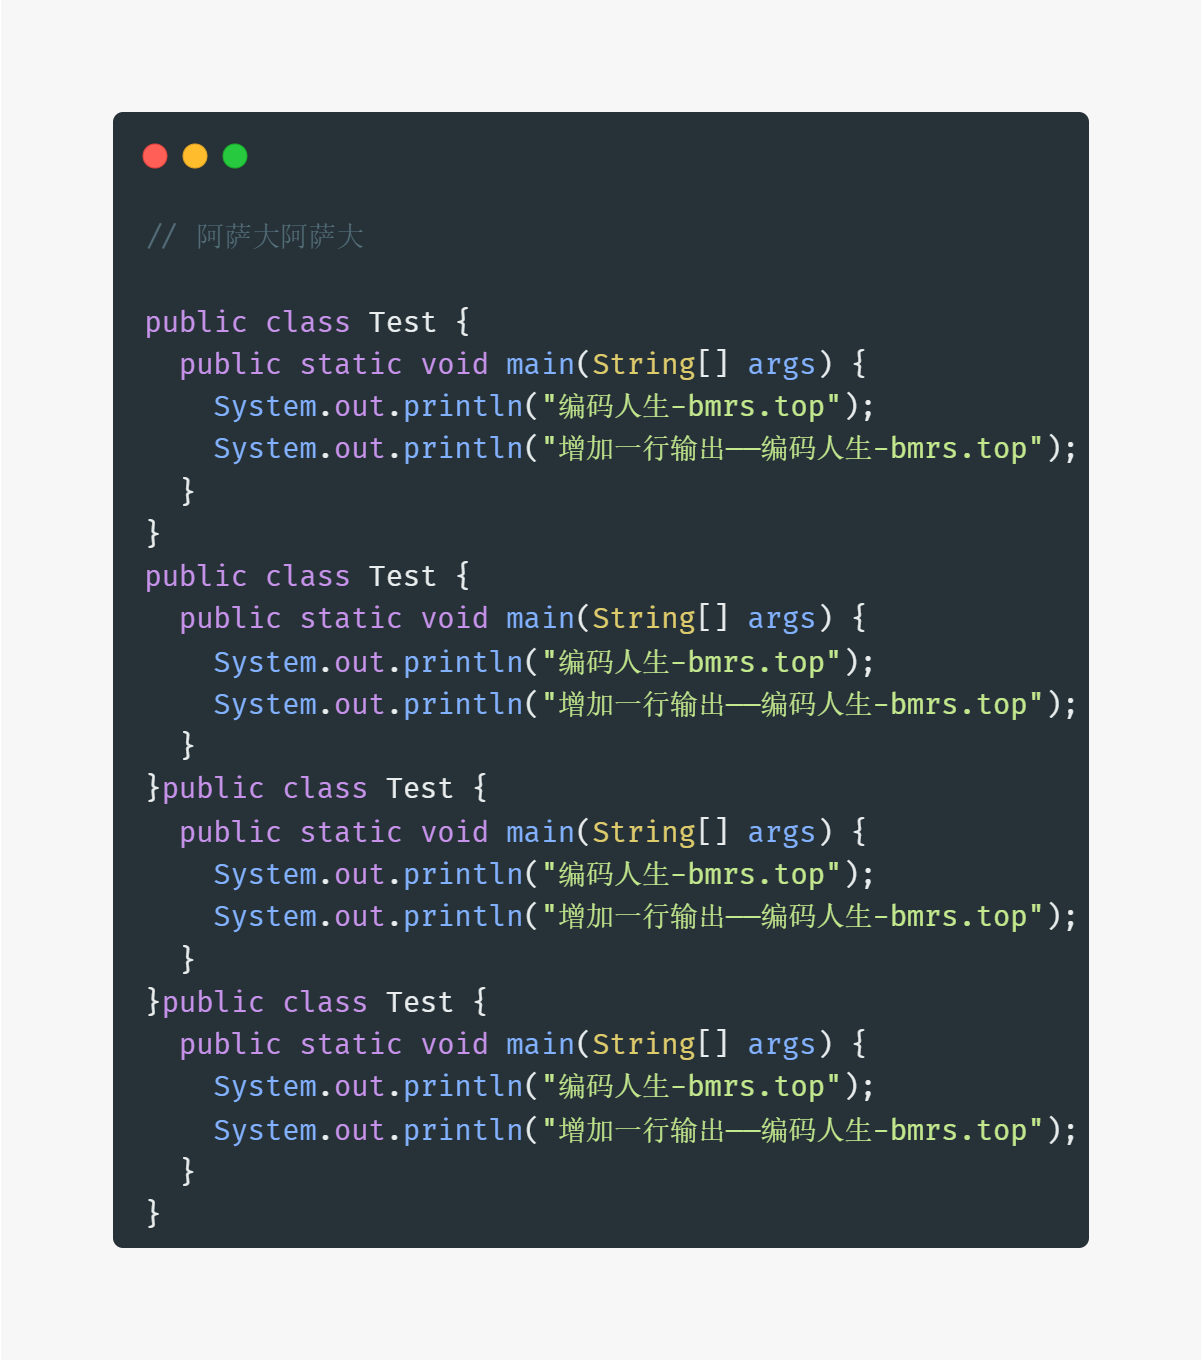 // 阿萨大阿萨大

public class Test {
  public static void main(String[] args) {
    System.out.println("编码人生-bmrs.top");
    System.out.println("增加一行输出——编码人生-bmrs.top");
  }
}
public class Test {
  public static void main(String[] args) {
    System.out.println("编码人生-bmrs.top");
    System.out.println("增加一行输出——编码人生-bmrs.top");
  }
}public class Test {
  public static void main(String[] args) {
    System.out.println("编码人生-bmrs.top");
    System.out.println("增加一行输出——编码人生-bmrs.top");
  }
}public class Test {
  public static void main(String[] args) {
    System.out.println("编码人生-bmrs.top");
    System.out.println("增加一行输出——编码人生-bmrs.top");
  }
}